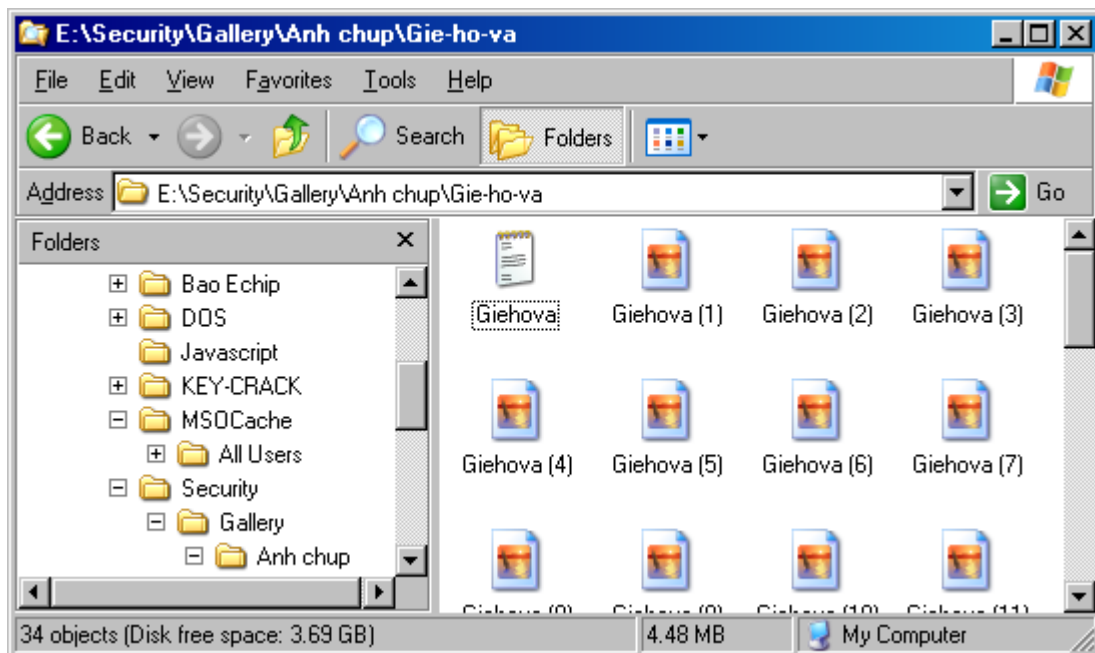 E:\Security\Gallery\Anh chup\Gie-ho-va
File Edit View Favorites Tools Help
Back Search Folders
Address E:\Security\Gallery\Anh chup\Gie-ho-va Go
Folders
Bao Echip
DOS
Javascript
KEY-CRACK
MSOCache
All Users
Security
Gallery
Anh chup
Giehova Giehova (1) Giehova (2) Giehova (3)
Giehova (4) Giehova (5) Giehova (6) Giehova (7)
34 objects (Disk free space: 3.69 GB) 4.48 MB My Computer